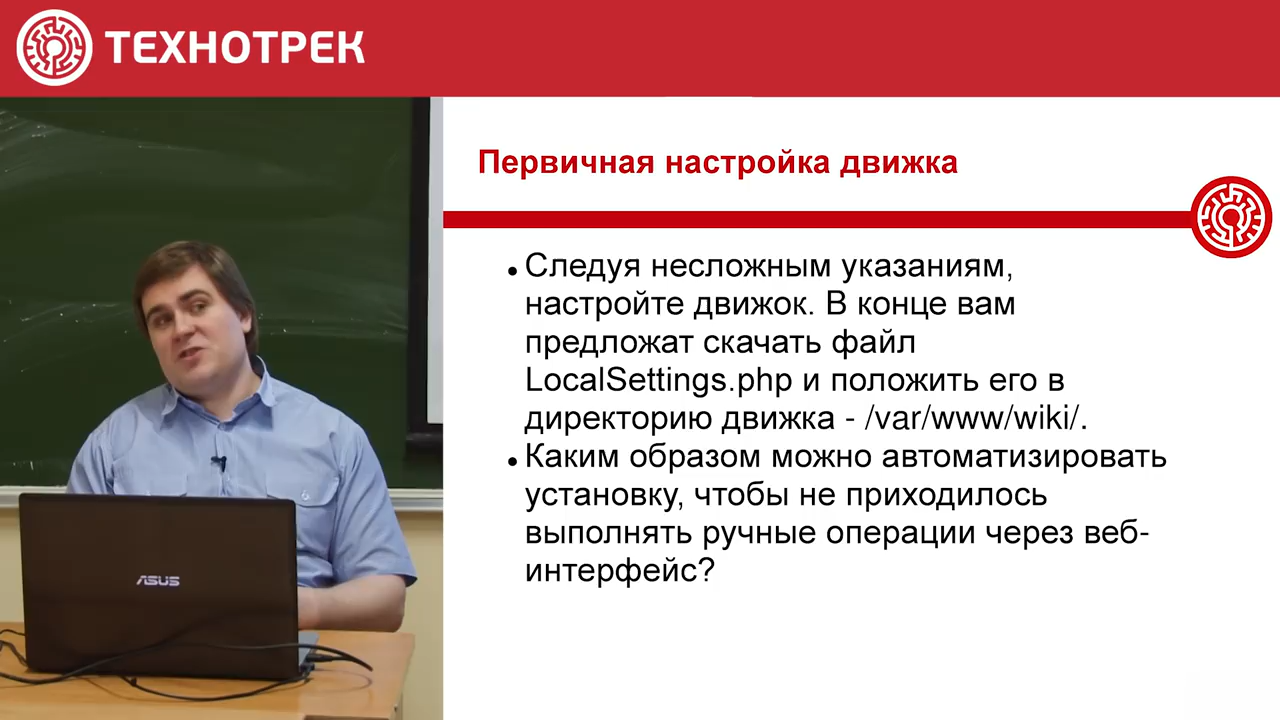 ТЕХНОТРЕК
Первичная настройка движка
Следуя несложным указаниям,
настройте движок. В конце вам
предложат скачать файл
LocalSettings.php и положить его в
директорию движка - /var/www/wiki/.
Каким образом можно автоматизировать
установку, чтобы не приходилось
выполнять ручные операции через веб-
интерфейс?
ASUS